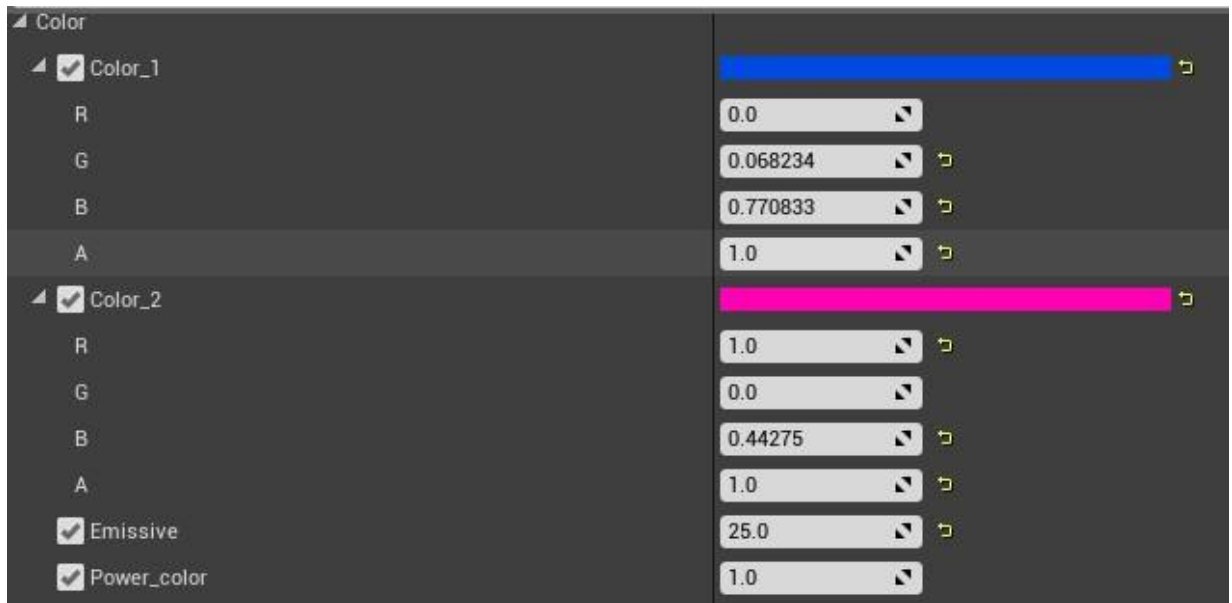 Color
Color_1
R 0.0
G 0.068234
B 0.770833
A 1.0
Color_2
R 1.0
G 0.0
B 0.44275
A 1.0
Emissive 25.0
Power_color 1.0